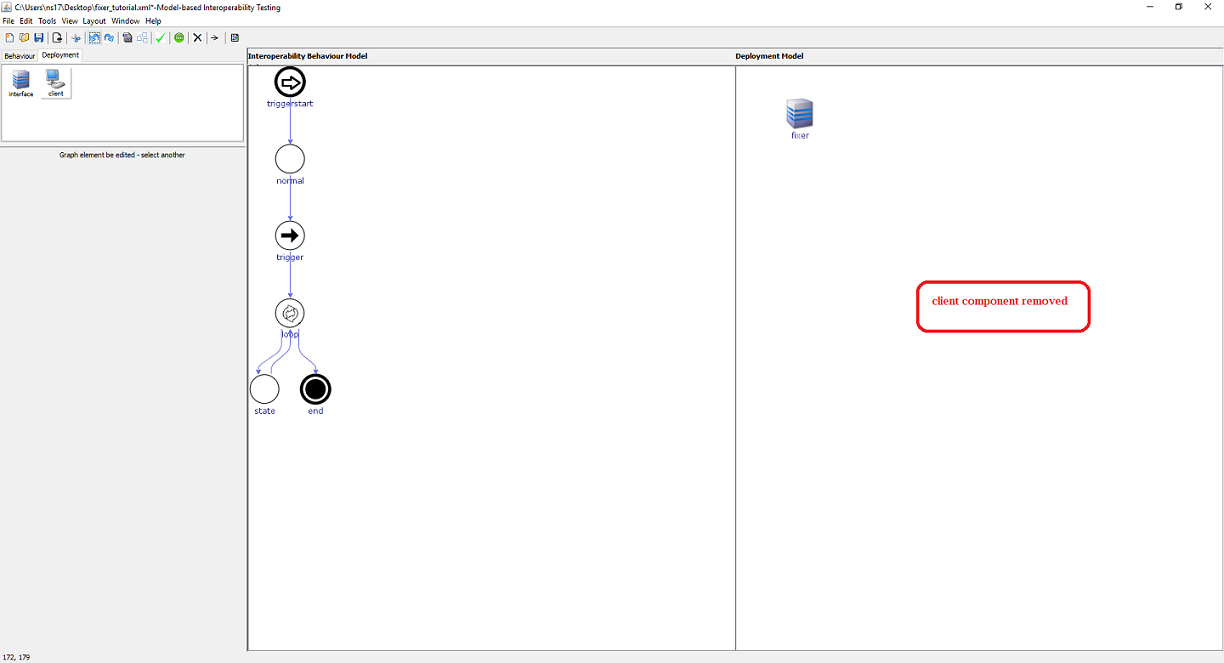 C:\Users\ns17\Desktop\fixer_tutorial.xml*-Model-based Interoperability Testing
File Edit Tools View Layout Window Help
Behaviour Deployment
interface client
Graph element be edited - select another
Interoperability Behaviour Model
triggerstart
normal
trigger
loop
state end
Deployment Model
fixer
client component removed
172, 179